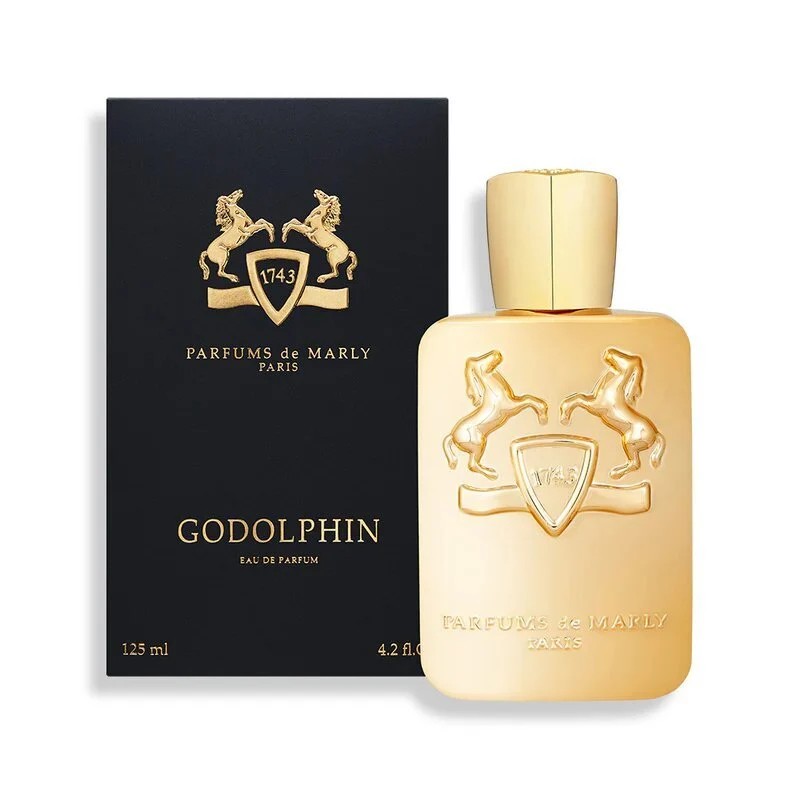 1743
PARFUMS de MARLY
PARIS
GODOLPHIN
EAU DE PARFUM
125 ml
4.2 fl.
1743
PARFUMS de MARLY
PARIS